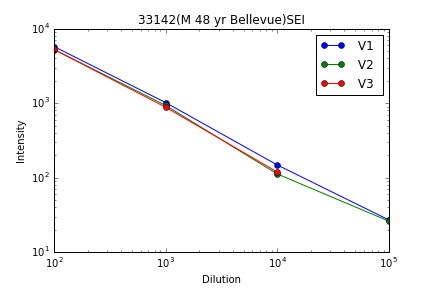 33142(M 48 yr Bellevue)SEI
10^4
10^3
10^2
10^1
Intensity
V1
V2
V3
10^2 10^3 10^4 10^5
Dilution